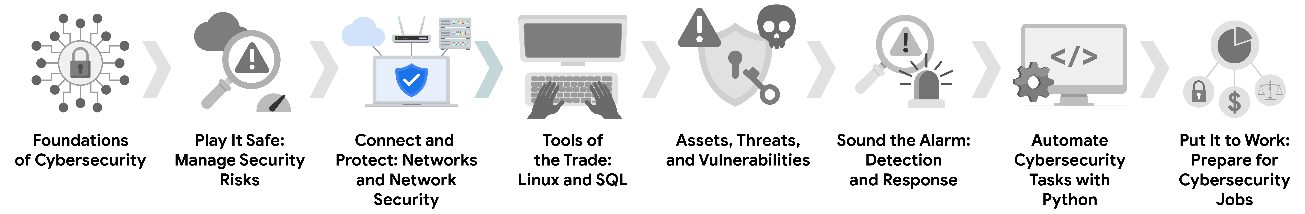 Foundations
of Cybersecurity
Play It Safe:
Manage Security
Risks
Connect and
Protect: Networks
and Network
Security
Tools of
the Trade:
Linux and SQL
Assets, Threats,
and Vulnerabilities
Sound the Alarm:
Detection
and Response
</>
Automate
Cybersecurity
Tasks with
Python
$
Put It to Work:
Prepare for
Cybersecurity
Jobs